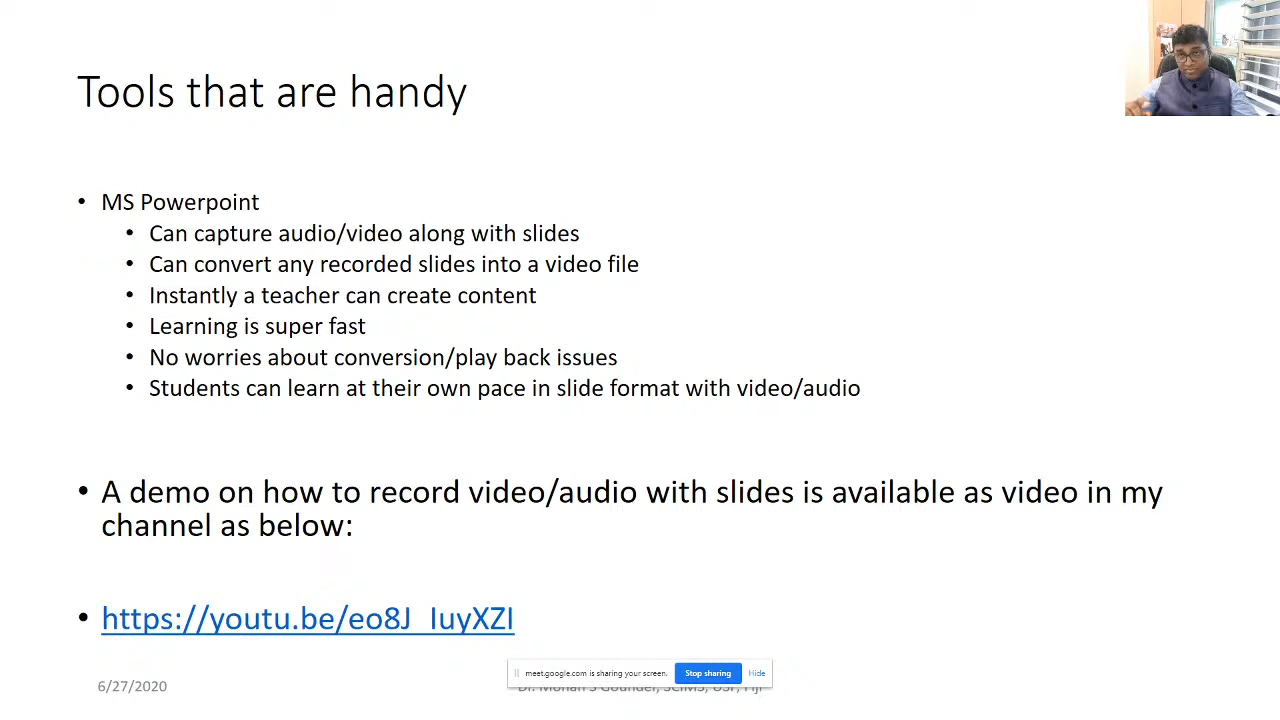 Tools that are handy
• MS Powerpoint
• Can capture audio/video along with slides
• Can convert any recorded slides into a video file
• Instantly a teacher can create content
• Learning is super fast
• No worries about conversion/play back issues
• Students can learn at their own pace in slide format with video/audio
• A demo on how to record video/audio with slides is available as video in my
channel as below:
• https://youtu.be/eo8J_IuyXZI
meet.google.com is sharing your screen. Stop sharing Hide
6/27/2020